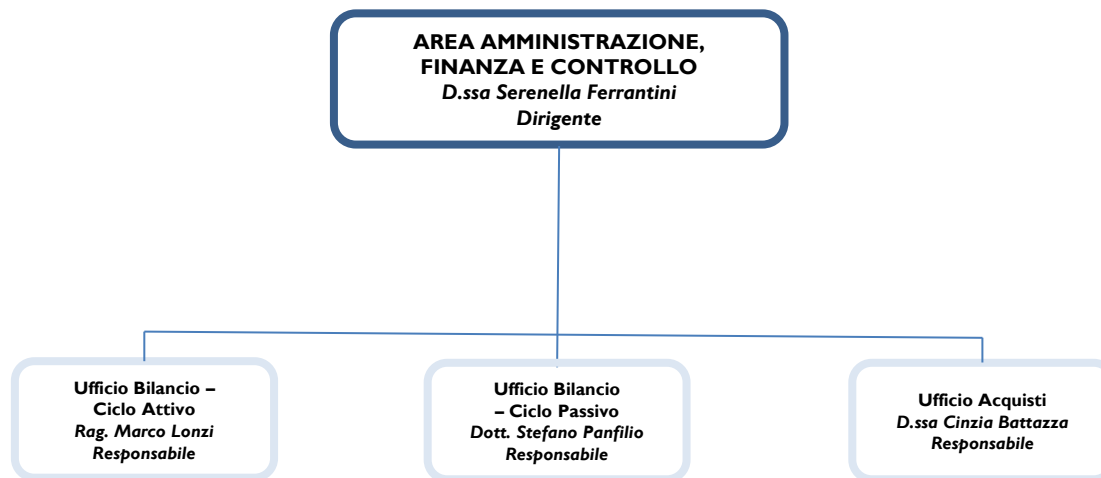 AREA AMMINISTRAZIONE,
FINANZA E CONTROLLO
D.ssa Serenella Ferrantini
Dirigente
Ufficio Bilancio –
Ciclo Attivo
Rag. Marco Lonzi
Responsabile
Ufficio Bilancio
– Ciclo Passivo
Dott. Stefano Panfilio
Responsabile
Ufficio Acquisti
D.ssa Cinzia Battazza
Responsabile